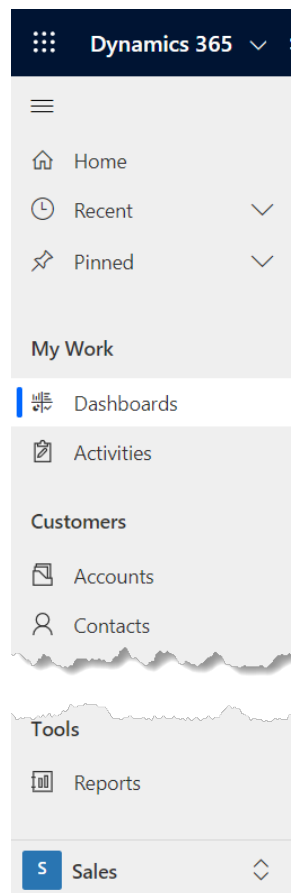 Dynamics 365
Home
Recent
Pinned
My Work
Dashboards
Activities
Customers
Accounts
Contacts
Tools
Reports
S Sales